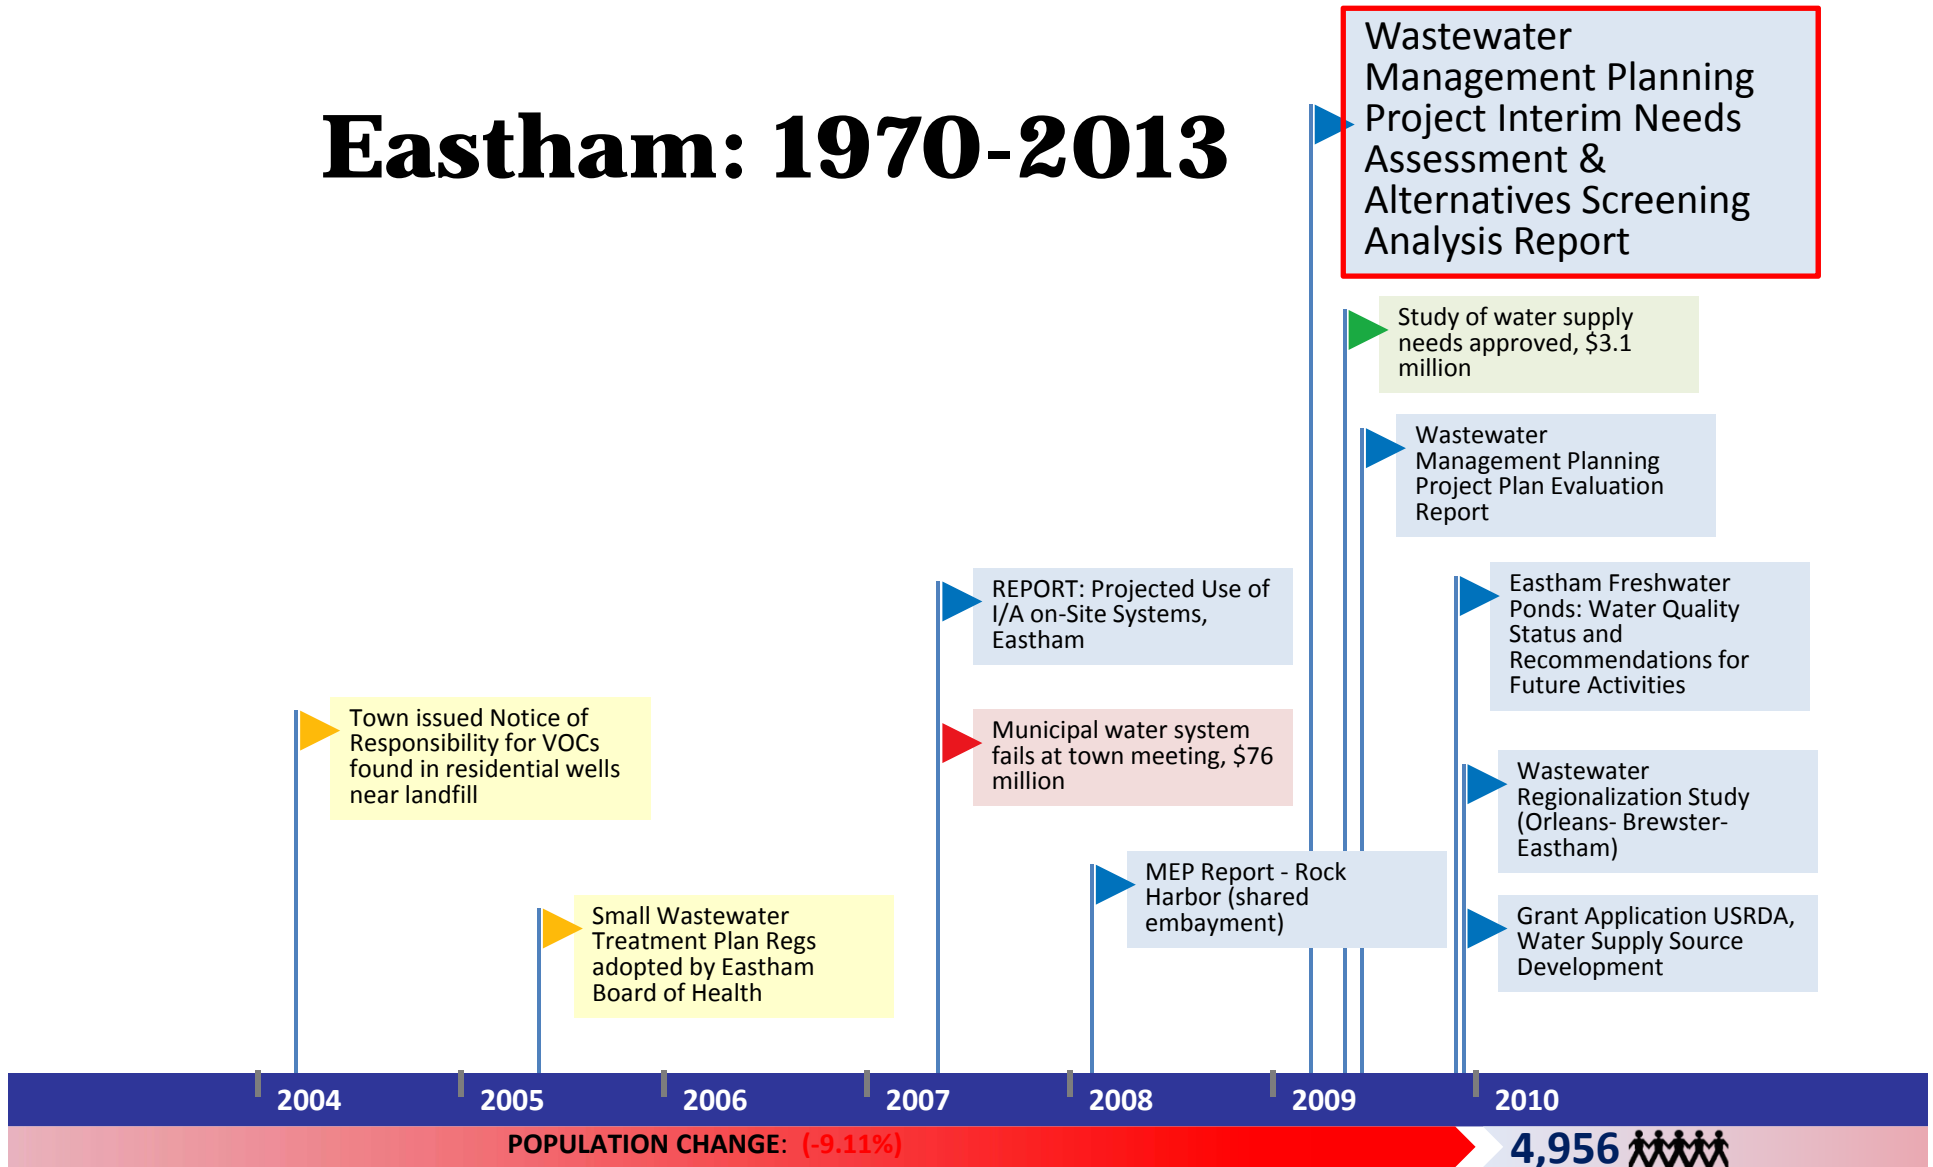 Eastham: 1970-2013
Wastewater
Management Planning
Project Interim Needs
Assessment &
Alternatives Screening
Analysis Report
Study of water supply
needs approved, $3.1
million
Wastewater
Management Planning
Project Plan Evaluation
Report
REPORT: Projected Use of
I/A on-Site Systems,
Eastham
Eastham Freshwater
Ponds: Water Quality
Status and
Recommendations for
Future Activities
Town issued Notice of
Responsibility for VOCs
found in residential wells
near landfill
Municipal water system
fails at town meeting, $76
million
Wastewater
Regionalization Study
(Orleans- Brewster-
Eastham)
MEP Report - Rock
Harbor (shared
embayment)
Small Wastewater
Treatment Plan Regs
adopted by Eastham
Board of Health
Grant Application USRDA,
Water Supply Source
Development
2004 2005 2006 2007 2008 2009 2010
POPULATION CHANGE: (-9.11%) 4,956